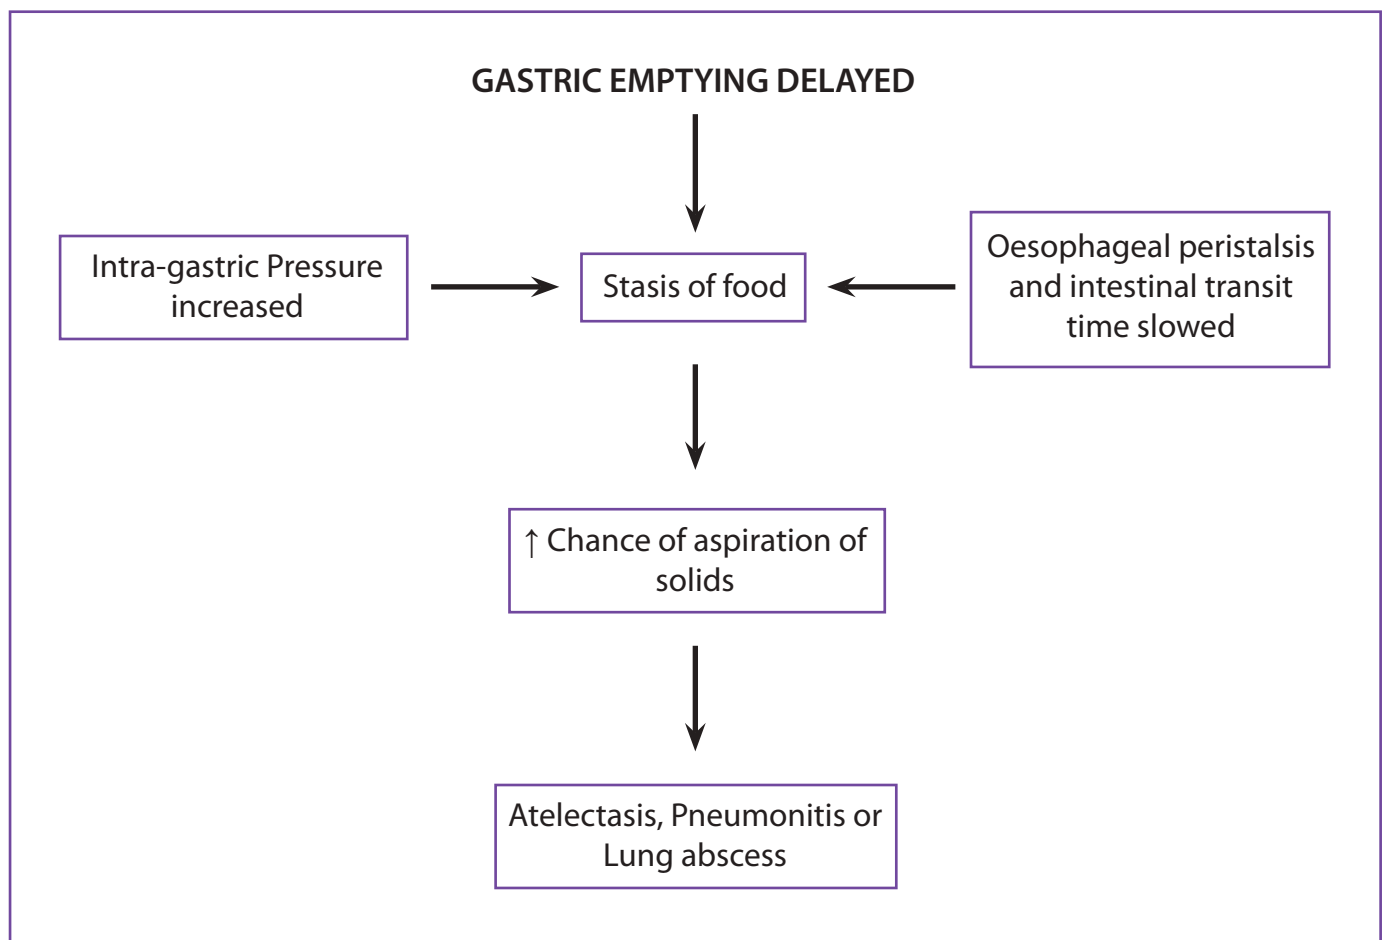 GASTRIC EMPTYING DELAYED
Intra-gastric Pressure
increased
Stasis of food
Oesophageal peristalsis
and intestinal transit
time slowed
↑ Chance of aspiration of
solids
Atelectasis, Pneumonitis or
Lung abscess